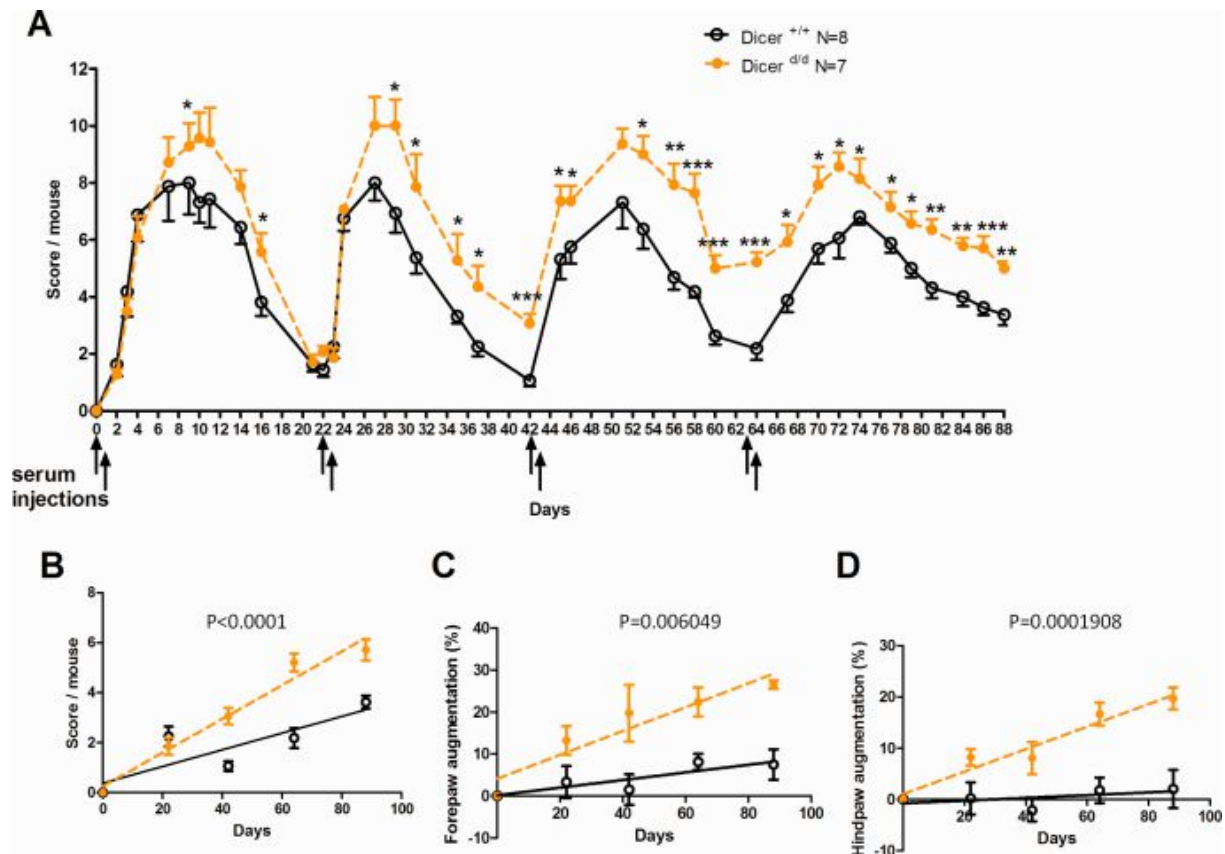 A
Dicer +/+ N=8
Dicer d/d N=7
12
10
8
6
4
2
0
Score / mouse
* * * * * * *** * * * ** *** *** *** * * * * * * ** ** *** **
0 2 4 6 8 10 12 14 16 18 20 22 24 26 28 30 32 34 36 38 40 42 44 46 48 50 52 54 56 58 60 62 64 66 68 70 72 74 76 78 80 82 84 86 88
serum
injections
Days
B
8
6
4
2
0
Score / mouse
P<0.0001
0 20 40 60 80 100
Days
C
40
30
20
10
0
-10
Forepaw augmentation (%)
P=0.006049
20 40 60 80 100
Days
D
30
20
10
0
-10
Hindpaw augmentation (%)
P=0.0001908
20 40 60 80 100
Days